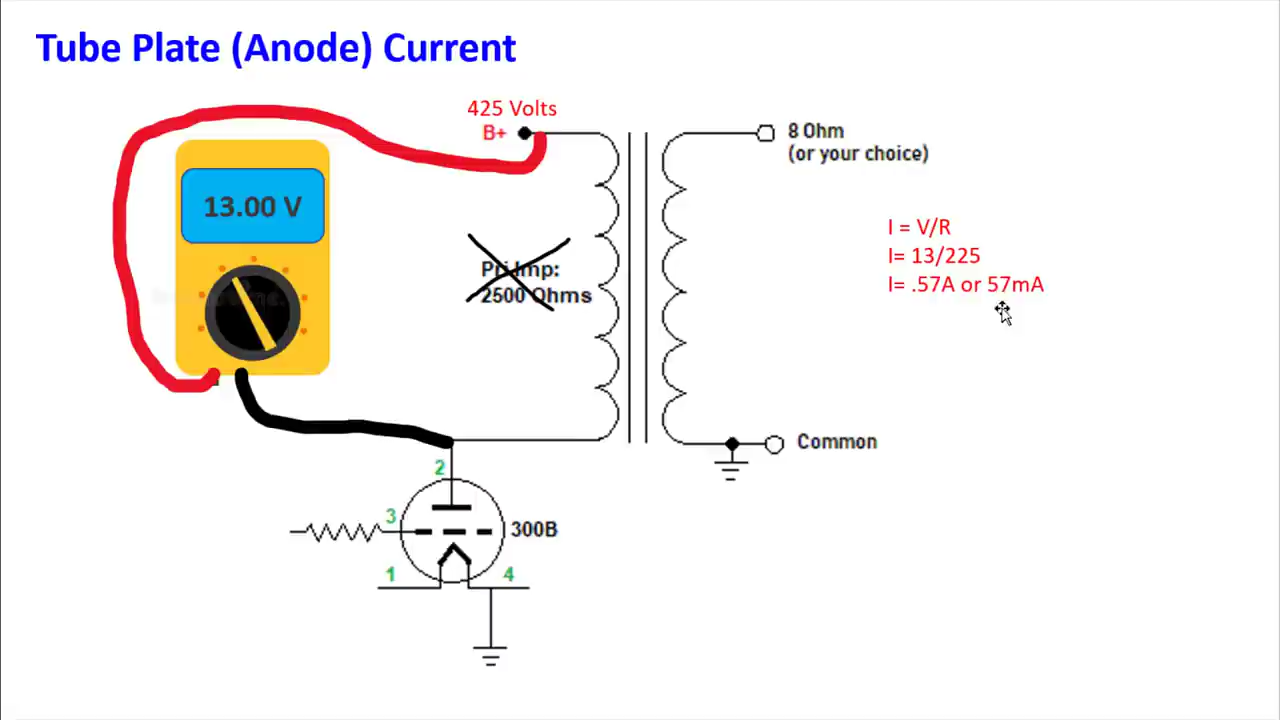 Tube Plate (Anode) Current
425 Volts
B+
8 Ohm
(or your choice)
13.00 V
I = V/R
I= 13/225
I= .57A or 57mA
Pri Imp:
2500 Ohms
Common
2
3
300B
1
4